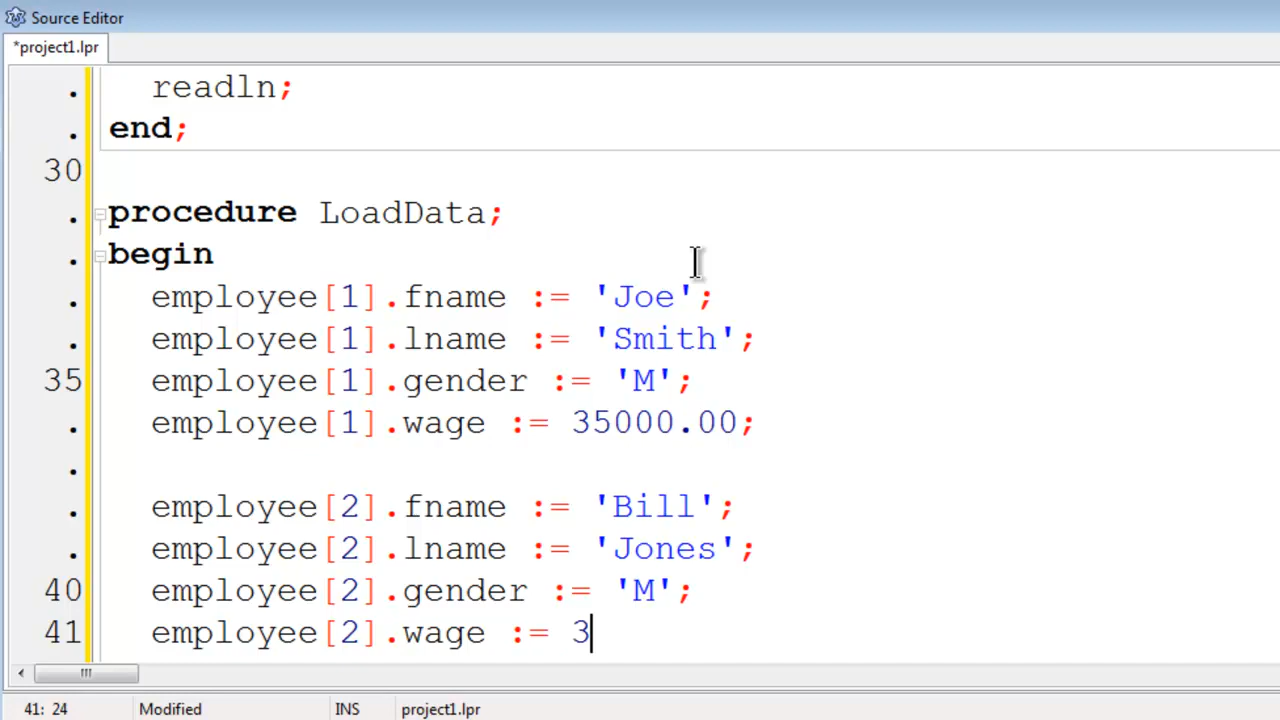 Source Editor
*project1.lpr
. readln;
. end;
30
. procedure LoadData;
. begin
. employee[1].fname := 'Joe';
. employee[1].lname := 'Smith';
35 employee[1].gender := 'M';
. employee[1].wage := 35000.00;
.
. employee[2].fname := 'Bill';
. employee[2].lname := 'Jones';
40 employee[2].gender := 'M';
41 employee[2].wage := 3
41: 24 Modified INS project1.lpr